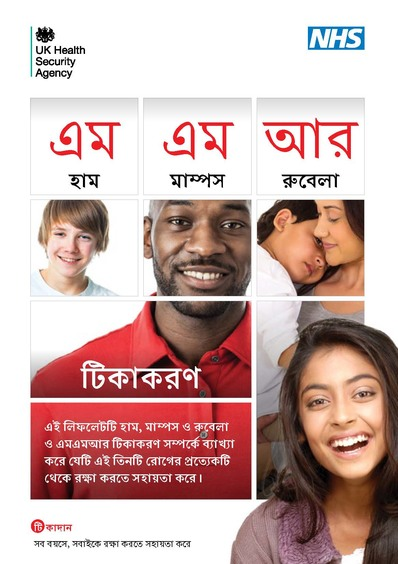 UK Health
Security
Agency
NHS
এম এম আর
হাম মাম্পস রুবেলা
টিকাকরণ
এই লিফলেটটি হাম, মাম্পস ও রুবেলা
ও এমএমআর টিকাকরণ সম্পর্কে ব্যাখ্যা
করে যেটি এই তিনটি রোগের প্রত্যেকটি
থেকে রক্ষা করতে সহায়তা করে।
টিকাদান
সব বয়সে, সবাইকে রক্ষা করতে সহায়তা করে